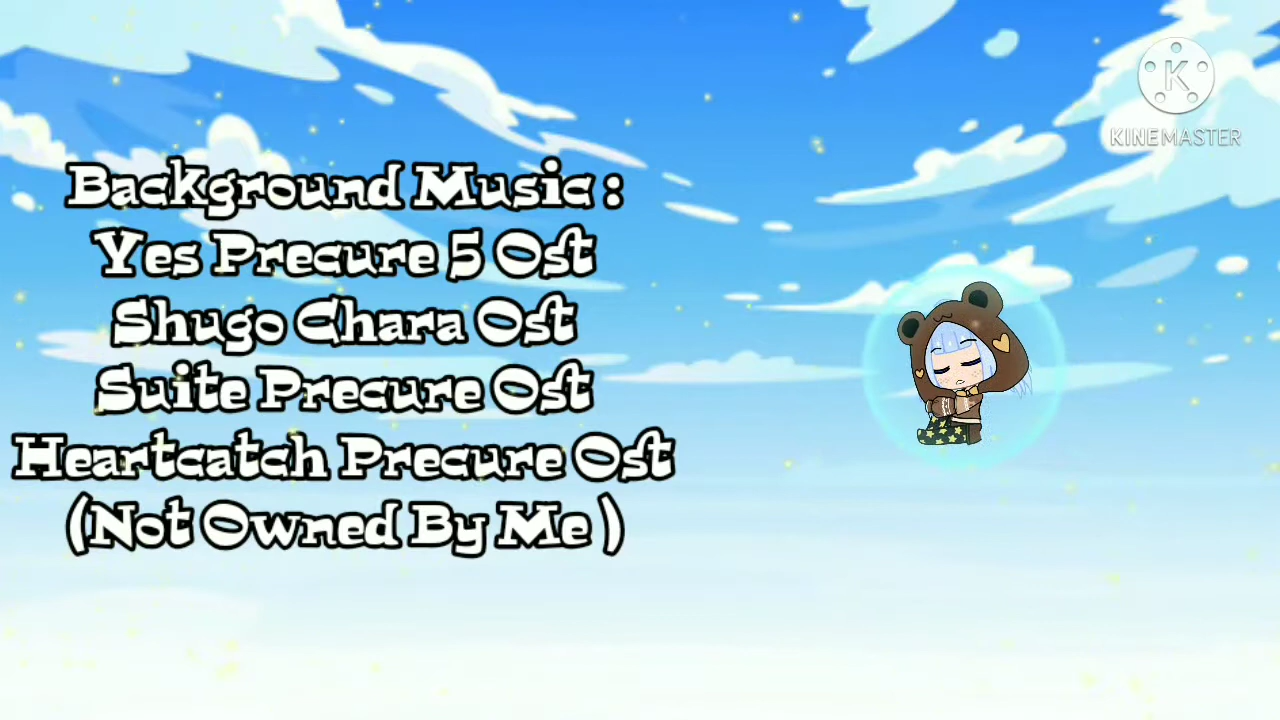 Background Music :
Yes Precure 5 Ost
Shugo Chara Ost
Suite Precure Ost
Heartcatch Precure Ost
(Not Owned By Me )
K
KINEMASTER